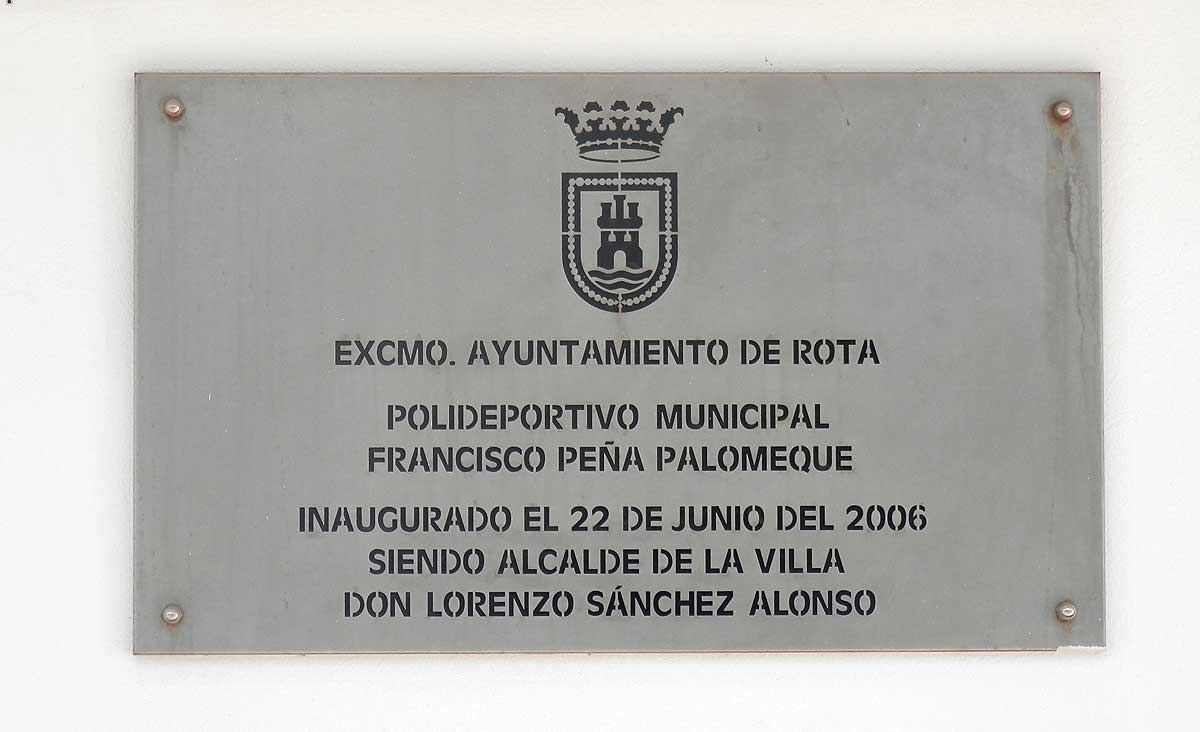 EXCMO. AYUNTAMIENTO DE ROTA
POLIDEPORTIVO MUNICIPAL
FRANCISCO PEÑA PALOMEQUE
INAUGURADO EL 22 DE JUNIO DEL 2006
SIENDO ALCALDE DE LA VILLA
DON LORENZO SÁNCHEZ ALONSO